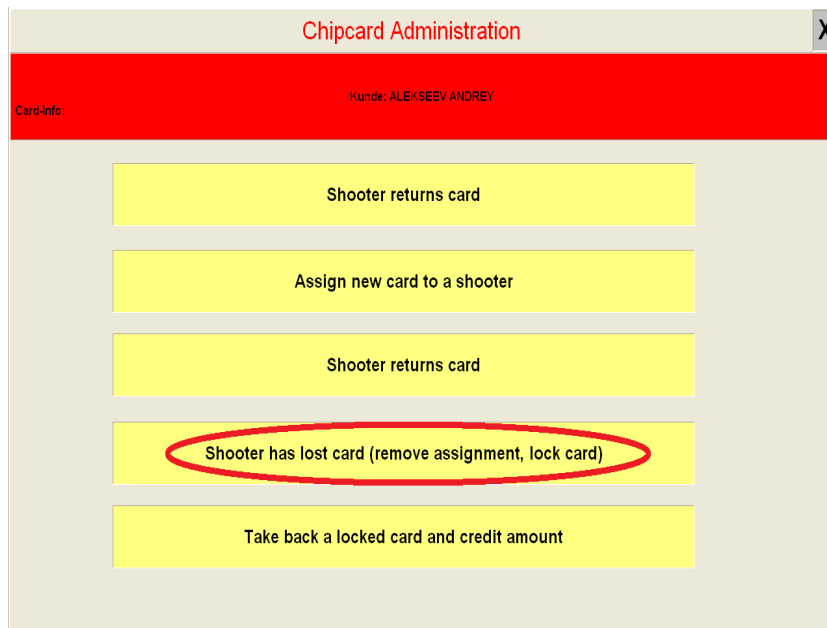 Chipcard Administration
X
Kunde: ALEKSEEV ANDREY
Card-Info:
Shooter returns card
Assign new card to a shooter
Shooter returns card
Shooter has lost card (remove assignment, lock card)
Take back a locked card and credit amount